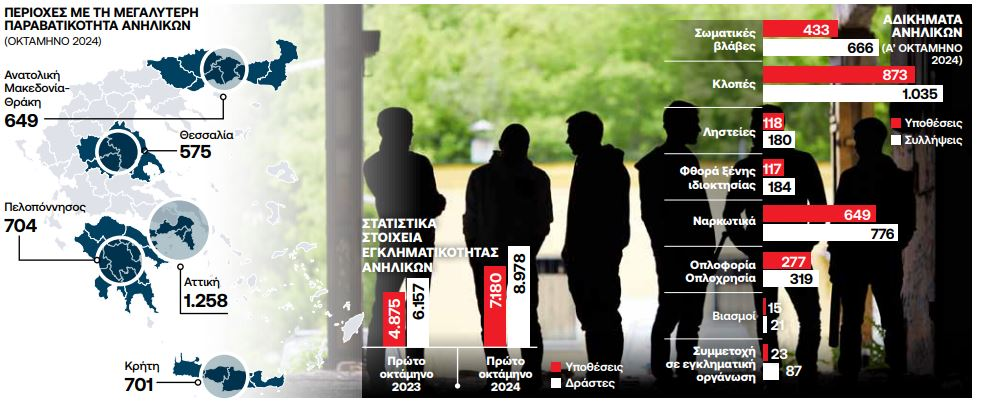 ΠΕΡΙΟΧΕΣ ΜΕ ΤΗ ΜΕΓΑΛΥΤΕΡΗ
ΠΑΡΑΒΑΤΙΚΟΤΗΤΑ ΑΝΗΛΙΚΩΝ
(ΟΚΤΑΜΗΝΟ 2024)
Ανατολική
Μακεδονία-
Θράκη
649
Θεσσαλία
575
Πελοπόννησος
704
Αττική
1.258
Κρήτη
701
ΣΤΑΤΙΣΤΙΚΑ
ΣΤΟΙΧΕΙΑ
ΕΓΚΛΗΜΑΤΙΚΟΤΗΤΑΣ
ΑΝΗΛΙΚΩΝ
4.875
6.157
7.180
8.978
Πρώτο
οκτάμηνο
2023
Πρώτο
οκτάμηνο
2024
Υποθέσεις
Δράστες
ΑΔΙΚΗΜΑΤΑ
ΑΝΗΛΙΚΩΝ
(Α' ΟΚΤΑΜΗΝΟ
2024)
Υποθέσεις
Συλλήψεις
Σωματικές
βλάβες
433
666
Κλοπές
873
1.035
Ληστείες
118
180
Φθορά ξένης
ιδιοκτησίας
117
184
Ναρκωτικά
649
776
Οπλοφορία
Οπλοχρησία
277
319
Βιασμοί
15
21
Συμμετοχή
σε εγκληματική
οργάνωση
23
87